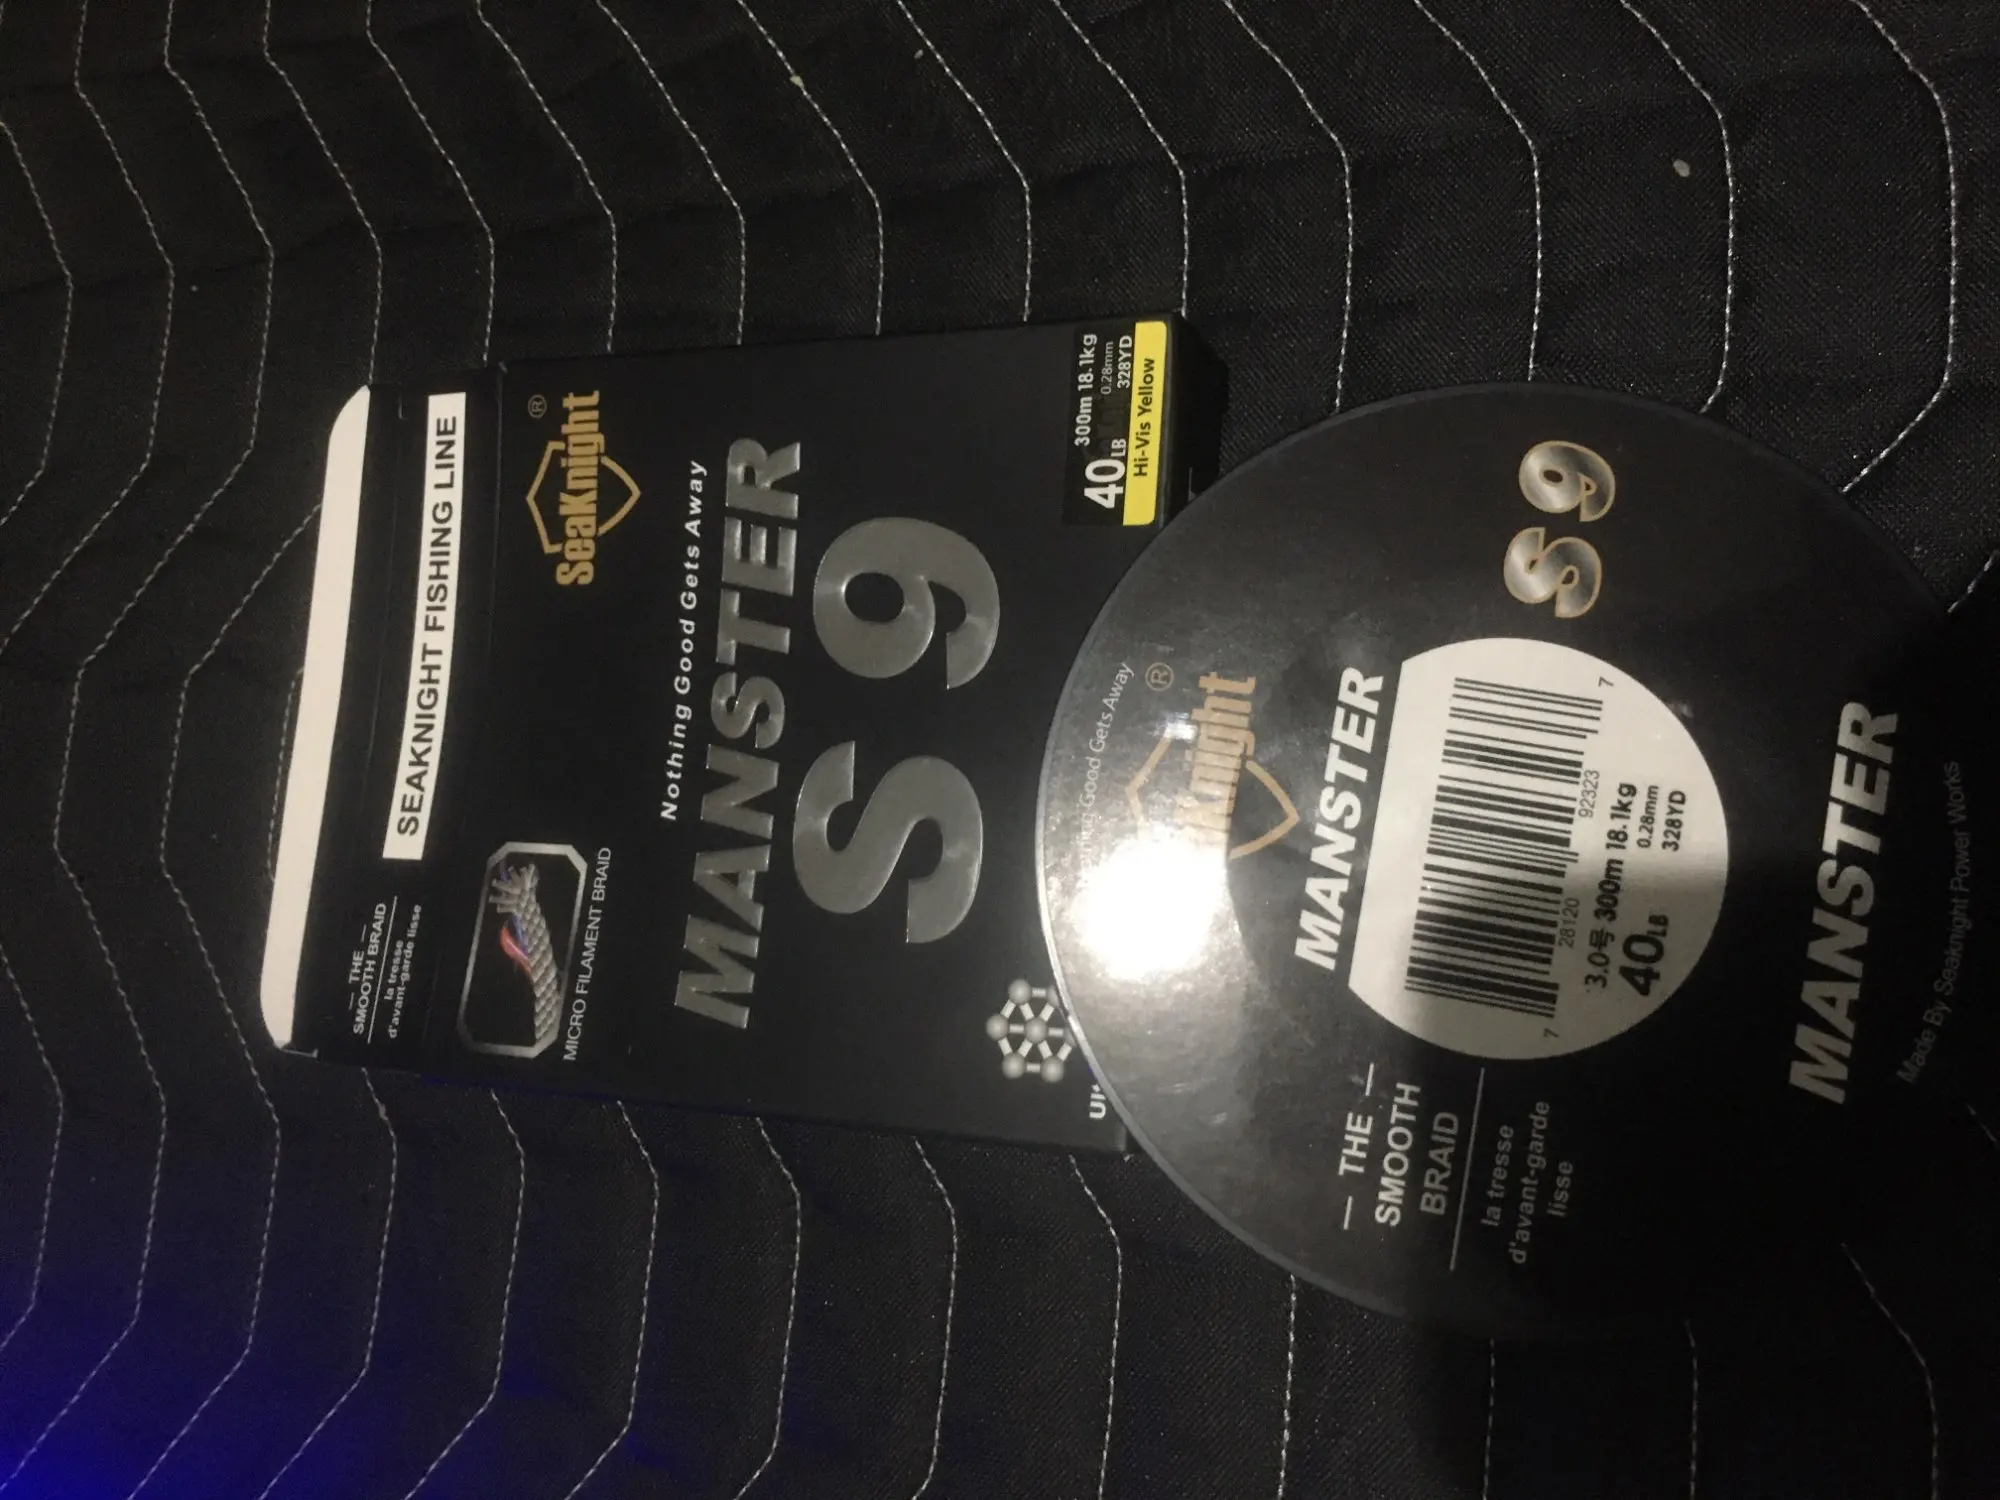 SEAKNIGHT FISHING LINE
THE
SMOOTH BRAID
la tresse
d'avant-garde lisse
MICRO FILAMENT BRAID
SeaKnight®
Nothing Good Gets Away
MANSTER
S9
40LB
300m 18.1kg
0.28mm
328YD
Hi-Vis Yellow
Good Gets Away
®
MANSTER
S9
THE
SMOOTH
BRAID
la tresse
d'avant-garde
lisse
7 28120 92323 7
3.0号 300m 18.1kg
40LB
0.28mm
328YD
MANSTER
Made By Seaknight Power Works